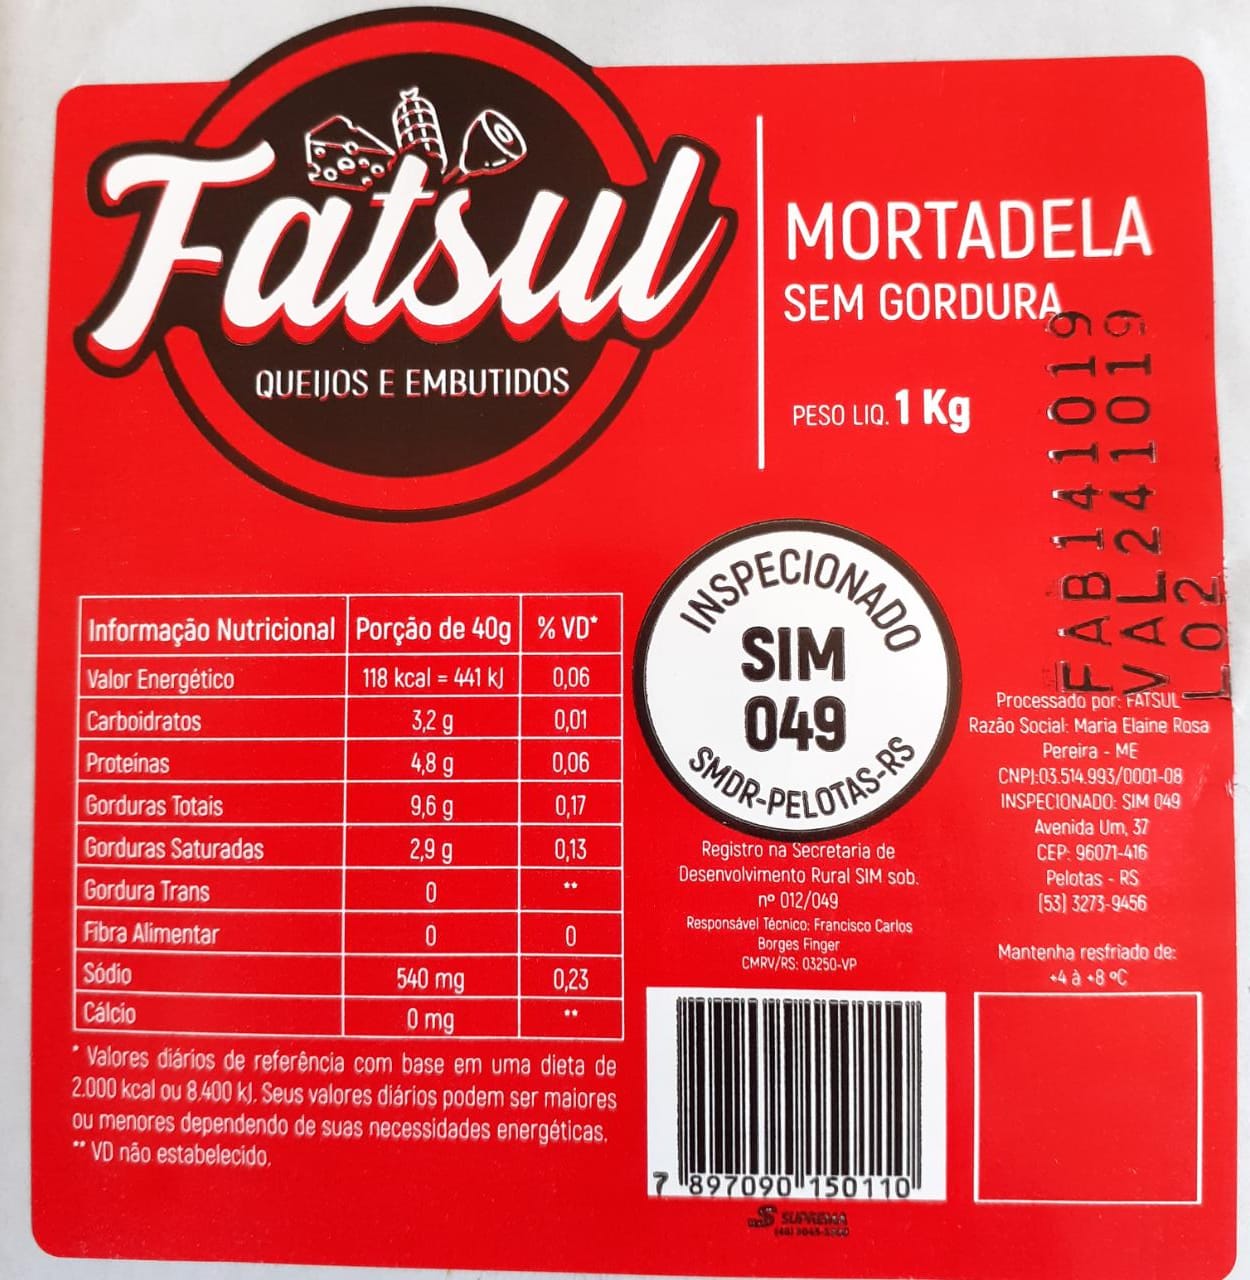 Fatsul
QUEIJOS E EMBUTIDOS
MORTADELA
SEM GORDURA
PESO LIQ. 1 Kg
FAB 141019
VAL 241019
L02
Informação Nutricional Porção de 40g % VD*
Valor Energético 118 kcal = 441 kJ 0,06
Carboidratos 3,2 g 0,01
Proteínas 4,8 g 0,06
Gorduras Totais 9,6 g 0,17
Gorduras Saturadas 2,9 g 0,13
Gordura Trans 0 **
Fibra Alimentar 0 0
Sódio 540 mg 0,23
Cálcio 0 mg **
* Valores diários de referência com base em uma dieta de
2.000 kcal ou 8.400 kJ. Seus valores diários podem ser maiores
ou menores dependendo de suas necessidades energéticas.
** VD não estabelecido.
INSPECIONADO
SIM
049
SMDR-PELOTAS-RS
Registro na Secretaria de
Desenvolvimento Rural SIM sob.
nº 012/049
Responsável Técnico: Francisco Carlos
Borges Finger
CMRV/RS: 03250-VP
7 897090 150110
SUPREMA
Processado por: FATSUL
Razão Social: Maria Elaine Rosa
Pereira - ME
CNPJ:03.514.993/0001-08
INSPECIONADO: SIM 049
Avenida Um, 37
CEP: 96071-416
Pelotas - RS
(53) 3273-9456
Mantenha resfriado de:
+4 à +8 ºC